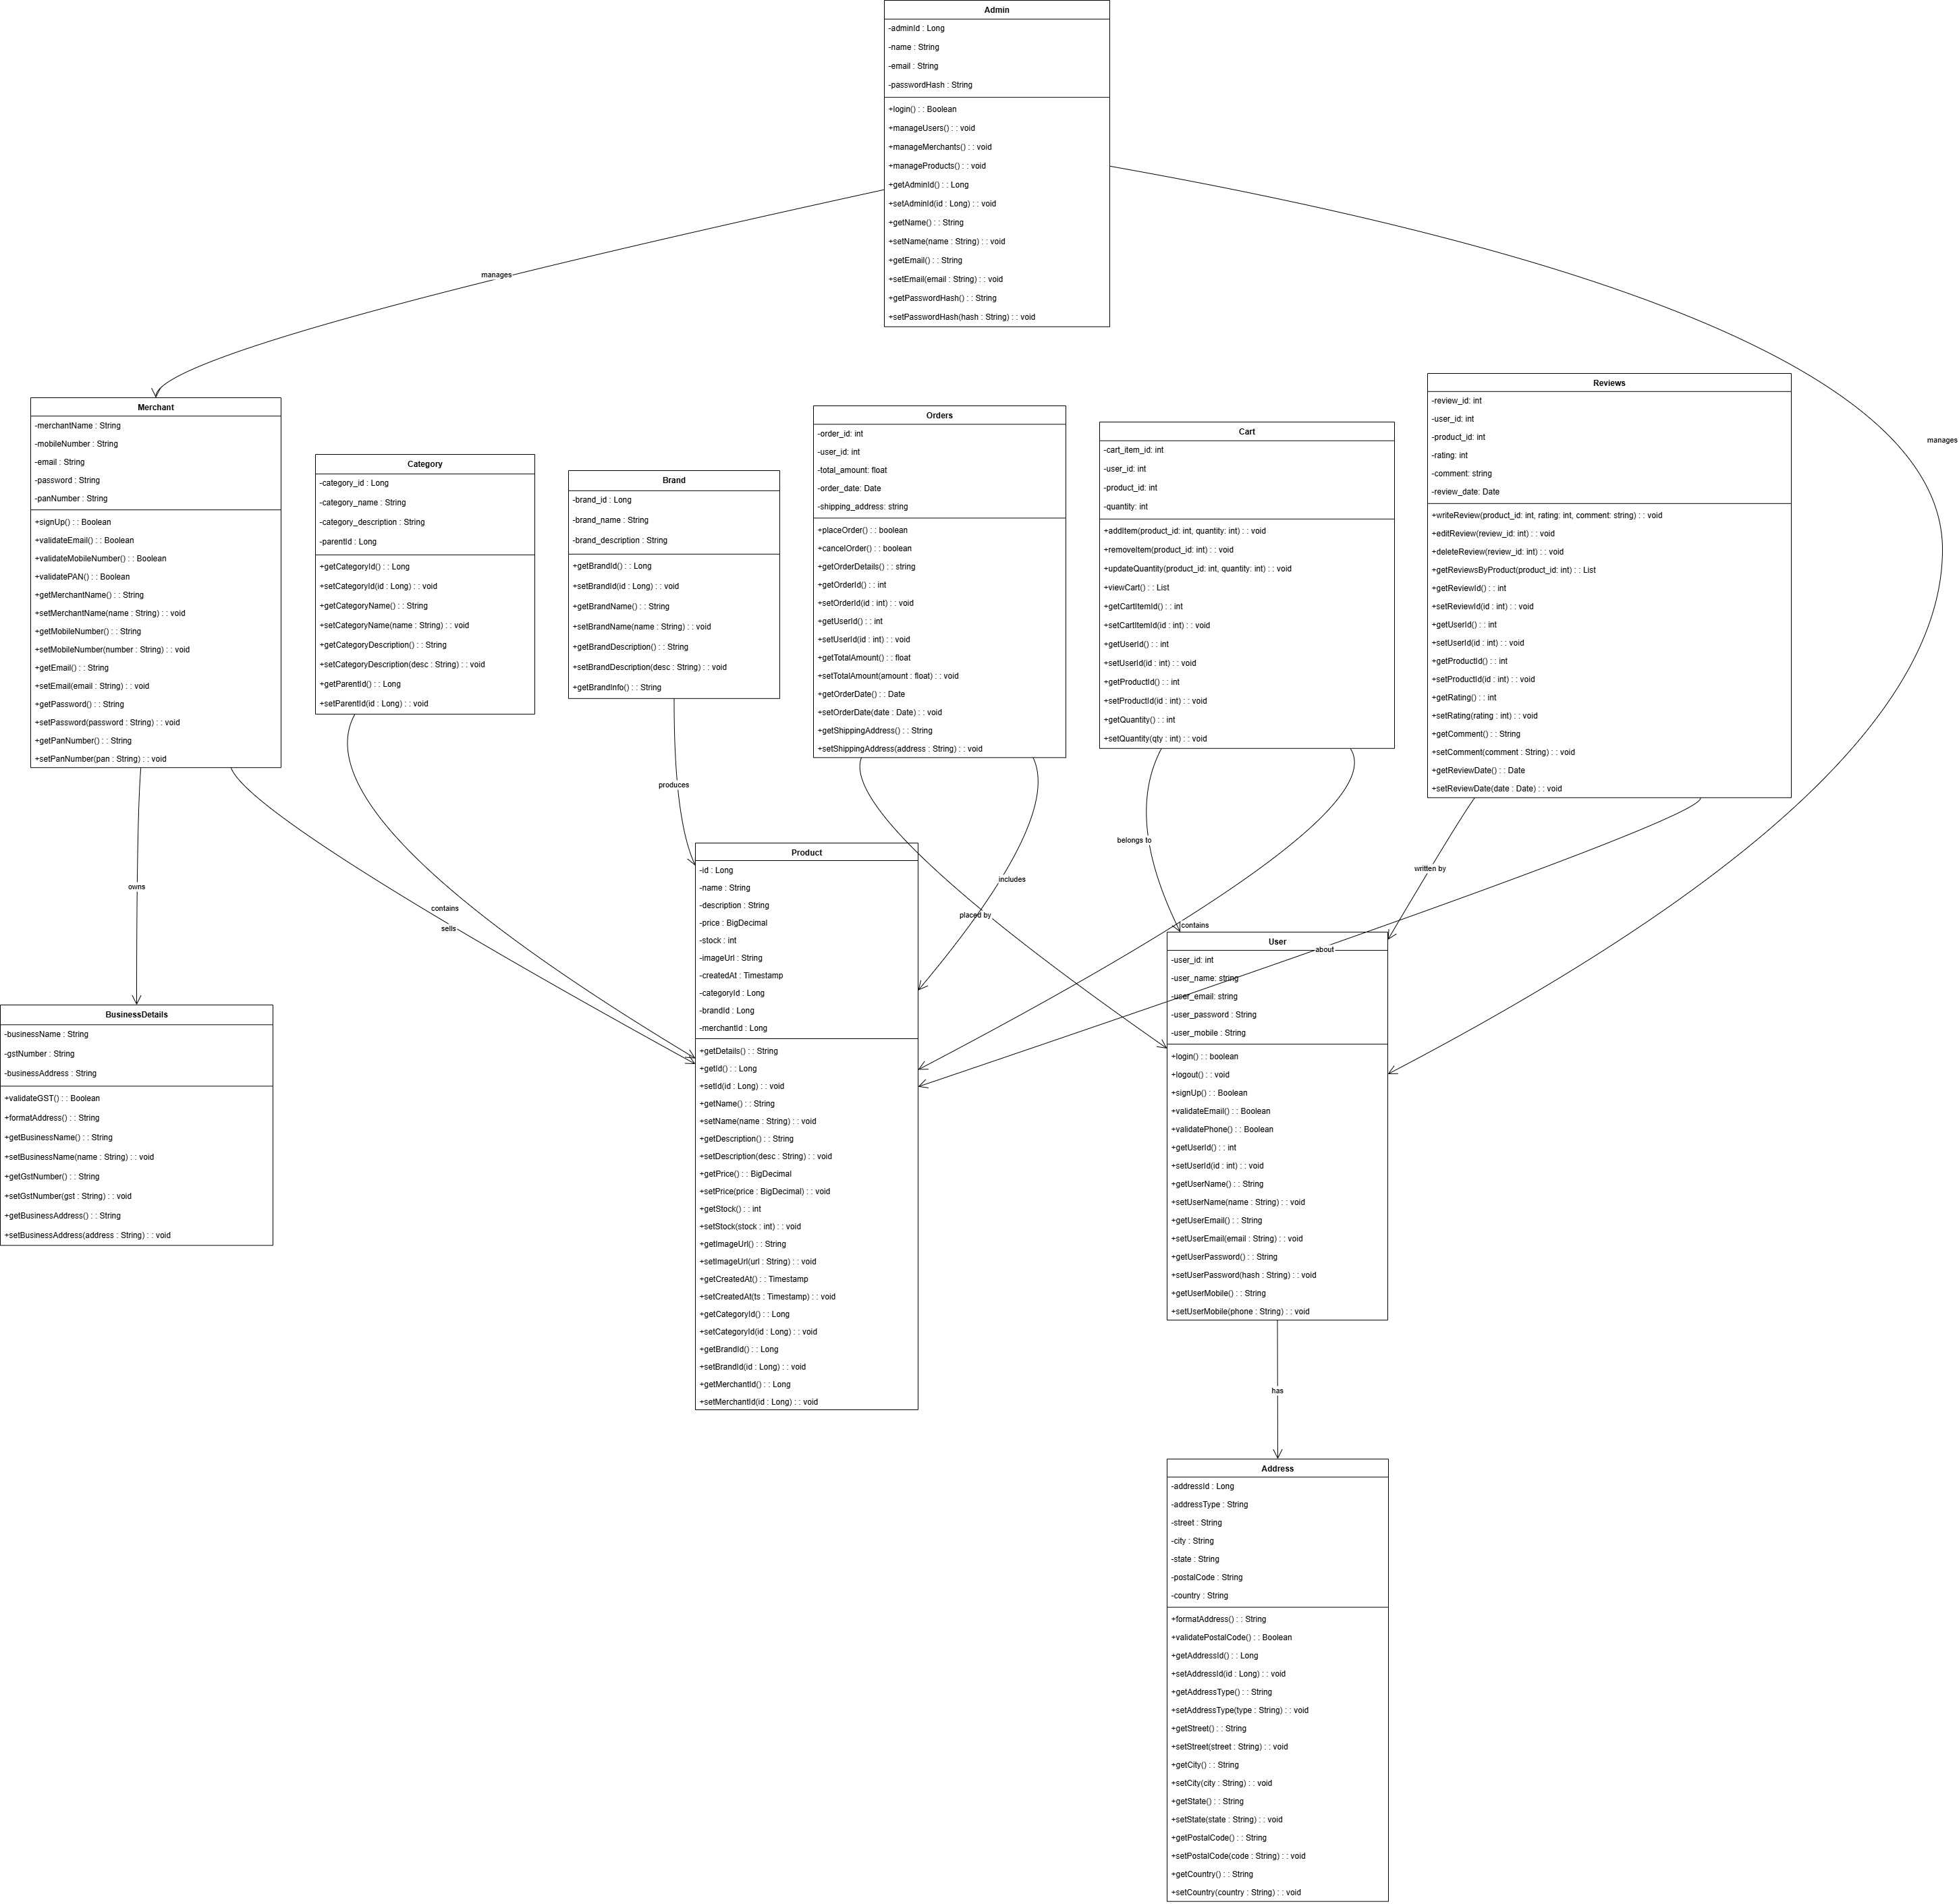 Admin
-adminId : Long
-name : String
-email : String
-passwordHash : String
+login() : : Boolean
+manageUsers() : : void
+manageMerchants() : : void
+manageProducts() : : void
+getAdminId() : : Long
+setAdminId(id : Long) : : void
+getName() : : String
+setName(name : String) : : void
+getEmail() : : String
+setEmail(email : String) : : void
+getPasswordHash() : : String
+setPasswordHash(hash : String) : : void
manages
manages
Merchant
-merchantName : String
-mobileNumber : String
-email : String
-password : String
-panNumber : String
+signUp() : : Boolean
+validateEmail() : : Boolean
+validateMobileNumber() : : Boolean
+validatePAN() : : Boolean
+getMerchantName() : : String
+setMerchantName(name : String) : : void
+getMobileNumber() : : String
+setMobileNumber(number : String) : : void
+getEmail() : : String
+setEmail(email : String) : : void
+getPassword() : : String
+setPassword(password : String) : : void
+getPanNumber() : : String
+setPanNumber(pan : String) : : void
Category
-category_id : Long
-category_name : String
-category_description : String
-parentId : Long
+getCategoryId() : : Long
+setCategoryId(id : Long) : : void
+getCategoryName() : : String
+setCategoryName(name : String) : : void
+getCategoryDescription() : : String
+setCategoryDescription(desc : String) : : void
+getParentId() : : Long
+setParentId(id : Long) : : void
Brand
-brand_id : Long
-brand_name : String
-brand_description : String
+getBrandId() : : Long
+setBrandId(id : Long) : : void
+getBrandName() : : String
+setBrandName(name : String) : : void
+getBrandDescription() : : String
+setBrandDescription(desc : String) : : void
+getBrandInfo() : : String
Orders
-order_id: int
-user_id: int
-total_amount: float
-order_date: Date
-shipping_address: string
+placeOrder() : : boolean
+cancelOrder() : : boolean
+getOrderDetails() : : string
+getOrderId() : : int
+setOrderId(id : int) : : void
+getUserId() : : int
+setUserId(id : int) : : void
+getTotalAmount() : : float
+setTotalAmount(amount : float) : : void
+getOrderDate() : : Date
+setOrderDate(date : Date) : : void
+getShippingAddress() : : String
+setShippingAddress(address : String) : : void
Cart
-cart_item_id: int
-user_id: int
-product_id: int
-quantity: int
+addItem(product_id: int, quantity: int) : : void
+removeItem(product_id: int) : : void
+updateQuantity(product_id: int, quantity: int) : : void
+viewCart() : : List
+getCartItemId() : : int
+setCartItemId(id : int) : : void
+getUserId() : : int
+setUserId(id : int) : : void
+getProductId() : : int
+setProductId(id : int) : : void
+getQuantity() : : int
+setQuantity(qty : int) : : void
Reviews
-review_id: int
-user_id: int
-product_id: int
-rating: int
-comment: string
-review_date: Date
+writeReview(product_id: int, rating: int, comment: string) : : void
+editReview(review_id: int) : : void
+deleteReview(review_id: int) : : void
+getReviewsByProduct(product_id: int) : : List
+getReviewId() : : int
+setReviewId(id : int) : : void
+getUserId() : : int
+setUserId(id : int) : : void
+getProductId() : : int
+setProductId(id : int) : : void
+getRating() : : int
+setRating(rating : int) : : void
+getComment() : : String
+setComment(comment : String) : : void
+getReviewDate() : : Date
+setReviewDate(date : Date) : : void
owns
contains
sells
produces
includes
placed by
belongs to
contains
written by
about
BusinessDetails
-businessName : String
-gstNumber : String
-businessAddress : String
+validateGST() : : Boolean
+formatAddress() : : String
+getBusinessName() : : String
+setBusinessName(name : String) : : void
+getGstNumber() : : String
+setGstNumber(gst : String) : : void
+getBusinessAddress() : : String
+setBusinessAddress(address : String) : : void
Product
-id : Long
-name : String
-description : String
-price : BigDecimal
-stock : int
-imageUrl : String
-createdAt : Timestamp
-categoryId : Long
-brandId : Long
-merchantId : Long
+getDetails() : : String
+getId() : : Long
+setId(id : Long) : : void
+getName() : : String
+setName(name : String) : : void
+getDescription() : : String
+setDescription(desc : String) : : void
+getPrice() : : BigDecimal
+setPrice(price : BigDecimal) : : void
+getStock() : : int
+setStock(stock : int) : : void
+getImageUrl() : : String
+setImageUrl(url : String) : : void
+getCreatedAt() : : Timestamp
+setCreatedAt(ts : Timestamp) : : void
+getCategoryId() : : Long
+setCategoryId(id : Long) : : void
+getBrandId() : : Long
+setBrandId(id : Long) : : void
+getMerchantId() : : Long
+setMerchantId(id : Long) : : void
User
-user_id: int
-user_name: string
-user_email: string
-user_password : String
-user_mobile : String
+login() : : boolean
+logout() : : void
+signUp() : : Boolean
+validateEmail() : : Boolean
+validatePhone() : : Boolean
+getUserId() : : int
+setUserId(id : int) : : void
+getUserName() : : String
+setUserName(name : String) : : void
+getUserEmail() : : String
+setUserEmail(email : String) : : void
+getUserPassword() : : String
+setUserPassword(hash : String) : : void
+getUserMobile() : : String
+setUserMobile(phone : String) : : void
has
Address
-addressId : Long
-addressType : String
-street : String
-city : String
-state : String
-postalCode : String
-country : String
+formatAddress() : : String
+validatePostalCode() : : Boolean
+getAddressId() : : Long
+setAddressId(id : Long) : : void
+getAddressType() : : String
+setAddressType(type : String) : : void
+getStreet() : : String
+setStreet(street : String) : : void
+getCity() : : String
+setCity(city : String) : : void
+getState() : : String
+setState(state : String) : : void
+getPostalCode() : : String
+setPostalCode(code : String) : : void
+getCountry() : : String
+setCountry(country : String) : : void